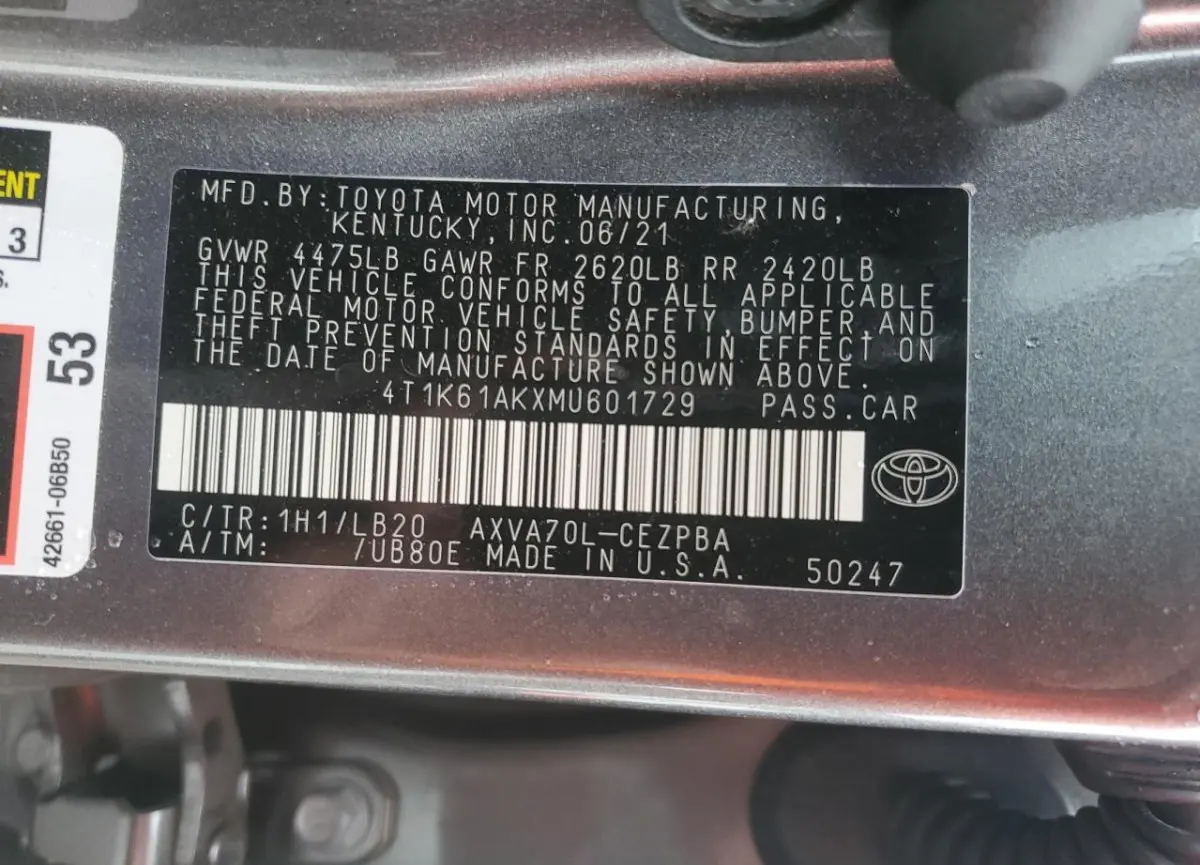 ENT
3
s.
53
42661-06B50
MFD.BY:TOYOTA MOTOR MANUFACTURING,
KENTUCKY,INC.06/21
GVWR 4475LB GAWR FR 2620LB RR 2420LB
THIS VEHICLE CONFORMS TO ALL APPLICABLE
FEDERAL MOTOR VEHICLE SAFETY,BUMPER,AND
THEFT PREVENTION STANDARDS IN EFFECT ON
THE DATE OF MANUFACTURE SHOWN ABOVE.
4T1K61AKXMU601729 PASS.CAR
C/TR:1H1/LB20 AXVA70L-CEZPBA
A/TM: /UB80E MADE IN U.S.A. 50247